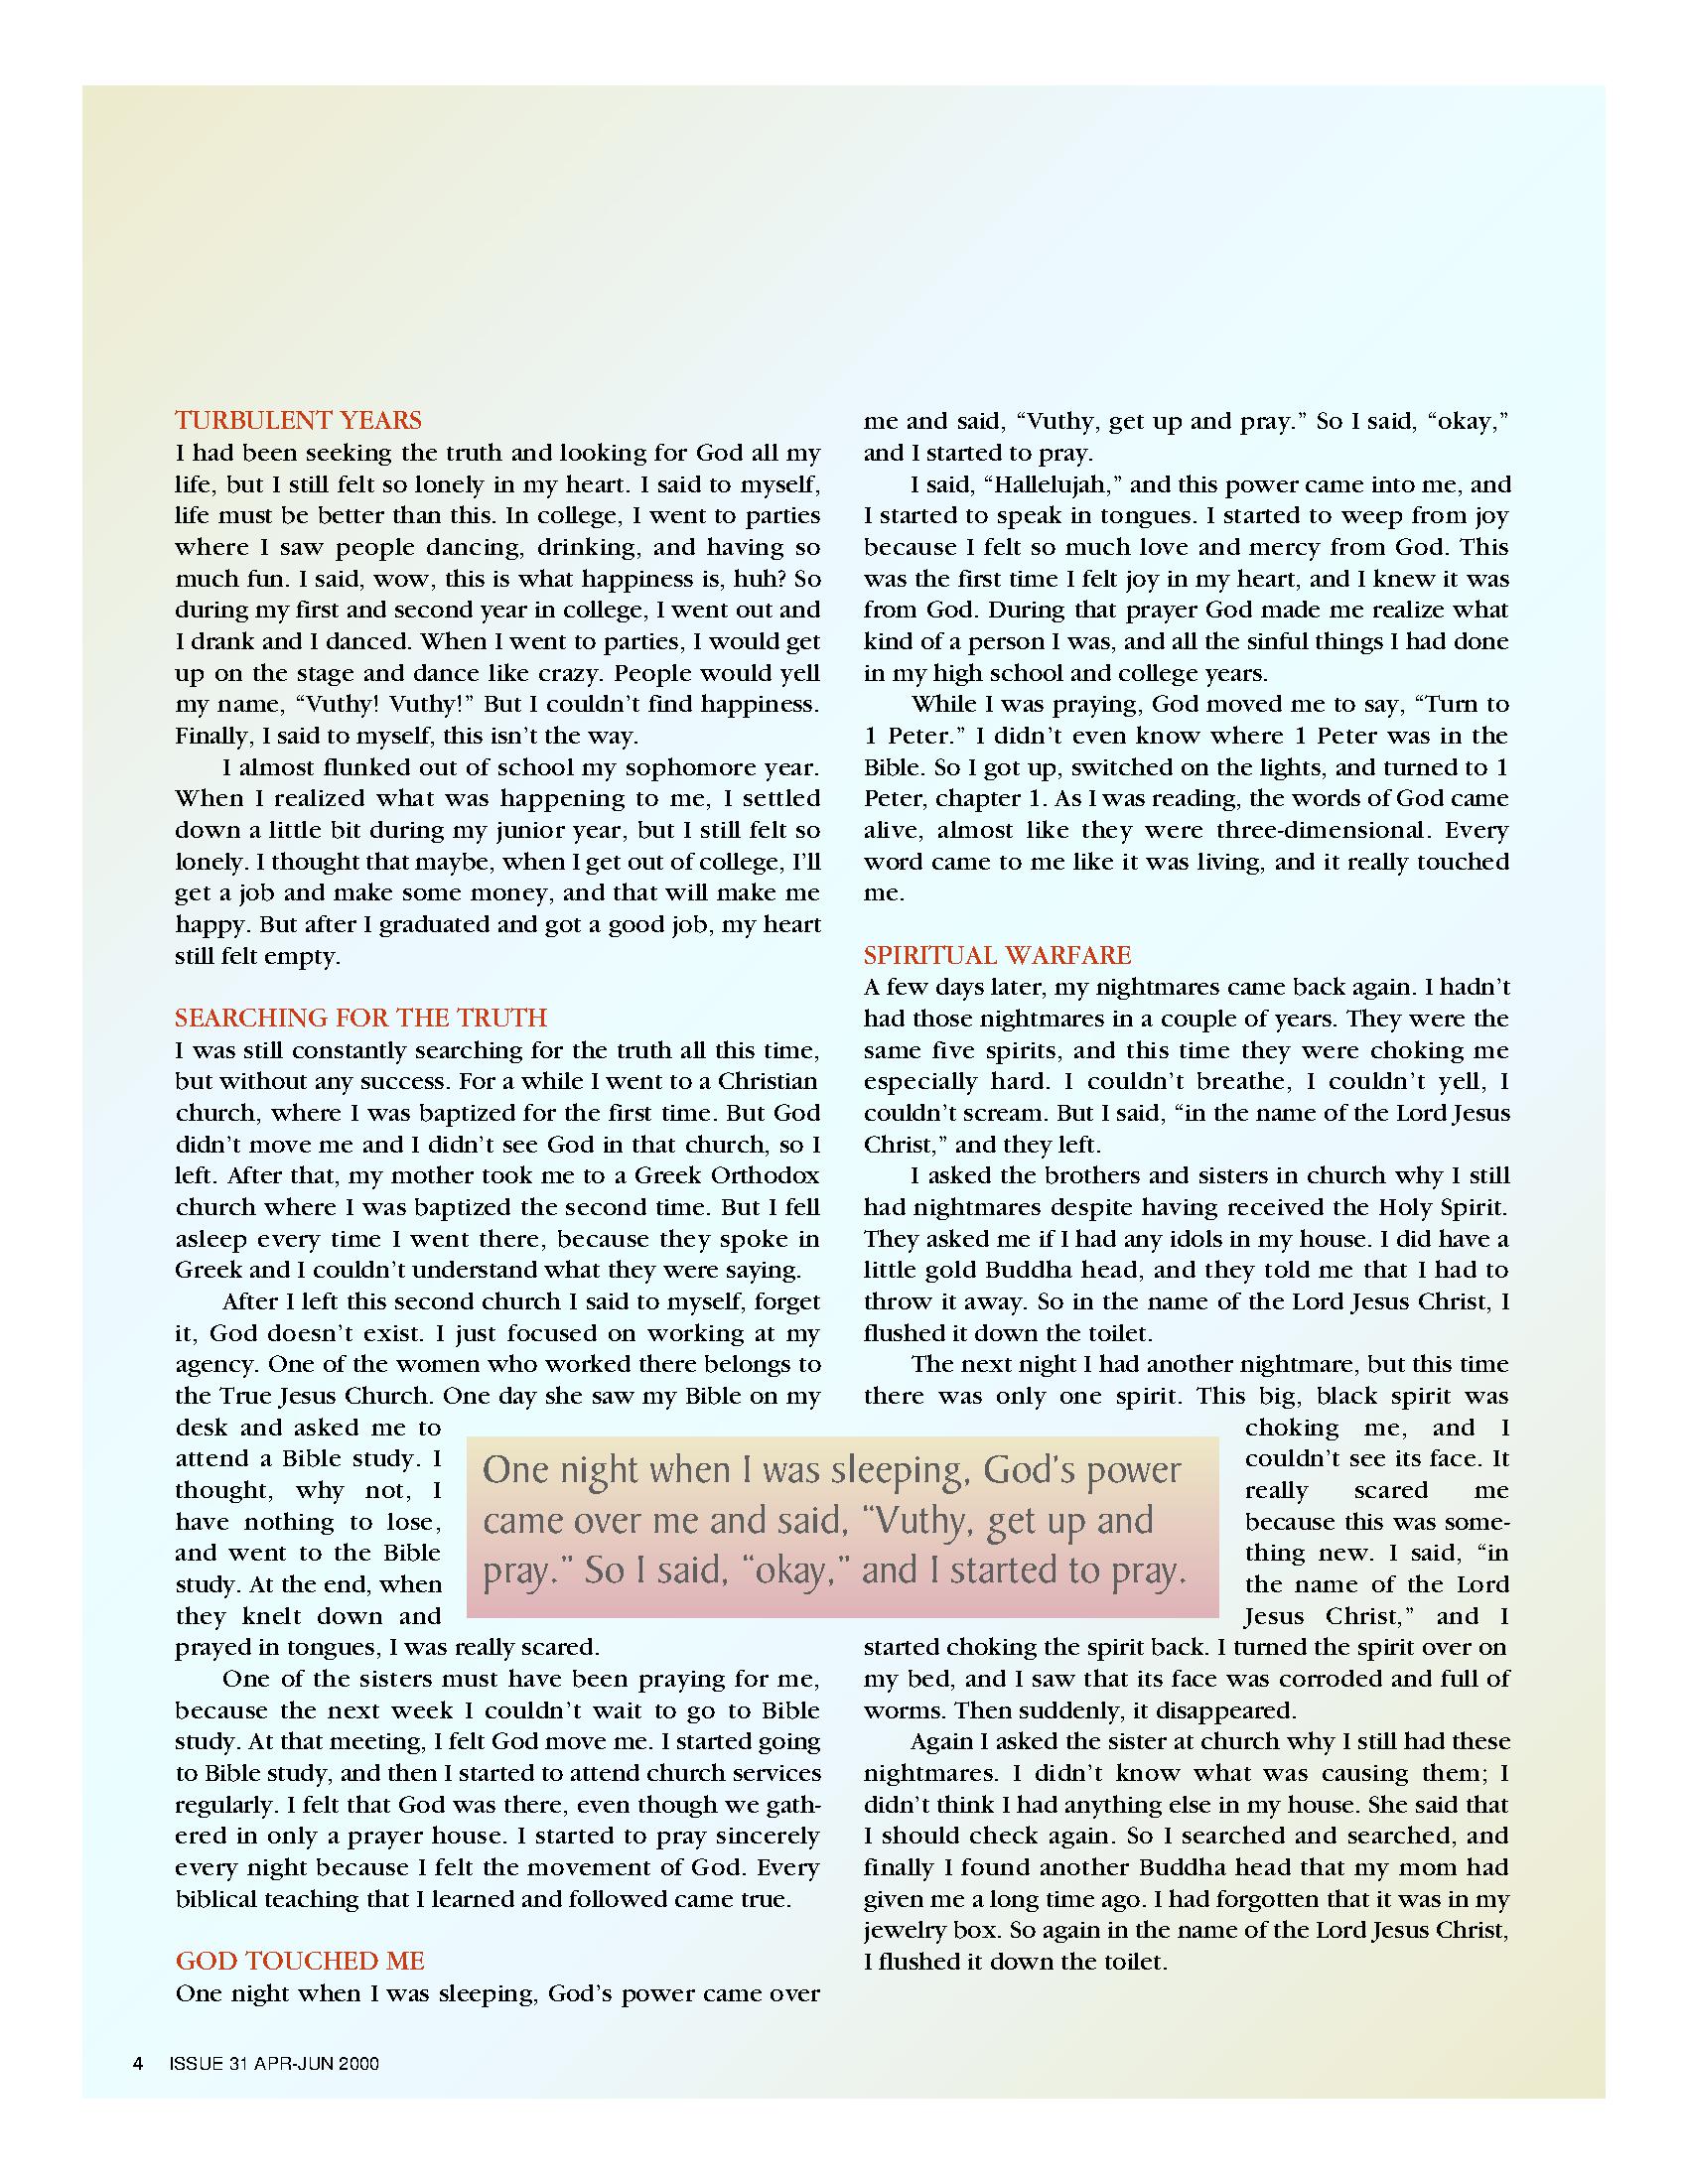 TURBULENT YEARS
I had been seeking the truth and looking for God all my
life, but I still felt so lonely in my heart. I said to myself,
life must be better than this. In college, I went to parties
where I saw people dancing, drinking, and having so
much fun. I said, wow, this is what happiness is, huh? So
during my first and second year in college, I went out and
I drank and I danced. When I went to parties, I would get
up on the stage and dance like crazy. People would yell
my name, “Vuthy! Vuthy!” But I couldn’t find happiness.
Finally, I said to myself, this isn’t the way.
I almost flunked out of school my sophomore year.
When I realized what was happening to me, I settled
down a little bit during my junior year, but I still felt so
lonely. I thought that maybe, when I get out of college, I’ll
get a job and make some money, and that will make me
happy. But after I graduated and got a good job, my heart
still felt empty.
SEARCHING FOR THE TRUTH
I was still constantly searching for the truth all this time,
but without any success. For a while I went to a Christian
church, where I was baptized for the first time. But God
didn’t move me and I didn’t see God in that church, so I
left. After that, my mother took me to a Greek Orthodox
church where I was baptized the second time. But I fell
asleep every time I went there, because they spoke in
Greek and I couldn’t understand what they were saying.
After I left this second church I said to myself, forget
it, God doesn’t exist. I just focused on working at my
agency. One of the women who worked there belongs to
the True Jesus Church. One day she saw my Bible on my
desk and asked me to
attend a Bible study. I
thought, why not, I
have nothing to lose,
and went to the Bible
study. At the end, when
they knelt down and
prayed in tongues, I was really scared.
One of the sisters must have been praying for me,
because the next week I couldn’t wait to go to Bible
study. At that meeting, I felt God move me. I started going
to Bible study, and then I started to attend church services
regularly. I felt that God was there, even though we gath-
ered in only a prayer house. I started to pray sincerely
every night because I felt the movement of God. Every
biblical teaching that I learned and followed came true.
GOD TOUCHED ME
One night when I was sleeping, God’s power came over
me and said, “Vuthy, get up and pray.” So I said, “okay,”
and I started to pray.
I said, “Hallelujah,” and this power came into me, and
I started to speak in tongues. I started to weep from joy
because I felt so much love and mercy from God. This
was the first time I felt joy in my heart, and I knew it was
from God. During that prayer God made me realize what
kind of a person I was, and all the sinful things I had done
in my high school and college years.
While I was praying, God moved me to say, “Turn to
1 Peter.” I didn’t even know where 1 Peter was in the
Bible. So I got up, switched on the lights, and turned to 1
Peter, chapter 1. As I was reading, the words of God came
alive, almost like they were three-dimensional. Every
word came to me like it was living, and it really touched
me.
SPIRITUAL WARFARE
A few days later, my nightmares came back again. I hadn’t
had those nightmares in a couple of years. They were the
same five spirits, and this time they were choking me
especially hard. I couldn’t breathe, I couldn’t yell, I
couldn’t scream. But I said, “in the name of the Lord Jesus
Christ,” and they left.
I asked the brothers and sisters in church why I still
had nightmares despite having received the Holy Spirit.
They asked me if I had any idols in my house. I did have a
little gold Buddha head, and they told me that I had to
throw it away. So in the name of the Lord Jesus Christ, I
flushed it down the toilet.
The next night I had another nightmare, but this time
there was only one spirit. This big, black spirit was
choking me, and I
couldn’t see its face. It
really scared me
because this was some-
thing new. I said, “in
the name of the Lord
Jesus Christ,” and I
started choking the spirit back. I turned the spirit over on
my bed, and I saw that its face was corroded and full of
worms. Then suddenly, it disappeared.
Again I asked the sister at church why I still had these
nightmares. I didn’t know what was causing them; I
didn’t think I had anything else in my house. She said that
I should check again. So I searched and searched, and
finally I found another Buddha head that my mom had
given me a long time ago. I had forgotten that it was in my
jewelry box. So again in the name of the Lord Jesus Christ,
I flushed it down the toilet.
One night when I was sleeping, God’s power
came over me and said, “Vuthy, get up and
pray.” So I said, “okay,” and I started to pray.
4 ISSUE 31 APR-JUN 2000